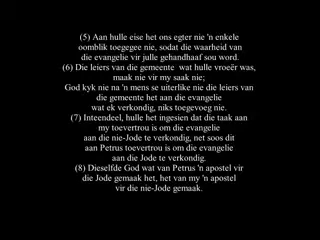 (5) Aan hulle eise het ons egter nie 'n enkele
oomblik toegegee nie, sodat die waarheid van
die evangelie vir julle gehandhaaf sou word.
(6) Die leiers van die gemeente  wat hulle vroeër was,
maak nie vir my saak nie;
God kyk nie na 'n mens se uiterlike nie die leiers van
die gemeente het aan die evangelie
wat ek verkondig, niks toegevoeg nie.
(7) Inteendeel, hulle het ingesien dat die taak aan
my toevertrou is om die evangelie
aan die nie-Jode te verkondig, net soos dit
aan Petrus toevertrou is om die evangelie
aan die Jode te verkondig.
(8) Dieselfde God wat van Petrus 'n apostel vir
die Jode gemaak het, het van my 'n apostel
vir die nie-Jode gemaak.